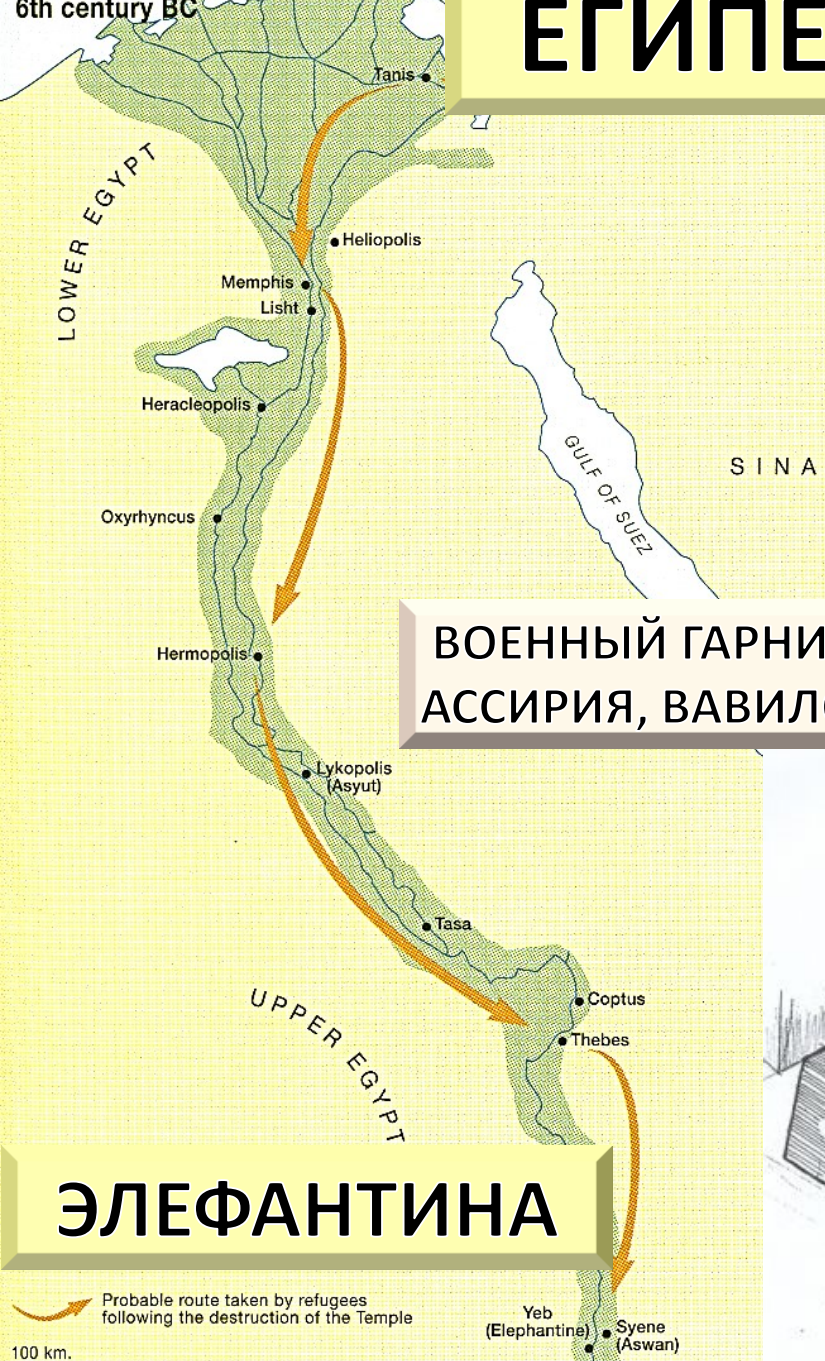 6th century BC
ЕГИПЕ
Tanis
LOWER EGYPT
Heliopolis
Memphis
Lisht
Heracleopolis
GULF OF SUEZ
SINA
Oxyrhyncus
ВОЕННЫЙ ГАРНИ
АССИРИЯ, ВАВИЛ
Hermopolis
Lykopolis
(Asyut)
Tasa
UPPER EGYPT
Coptus
Thebes
ЭЛЕФАНТИНА
Probable route taken by refugees
following the destruction of the Temple
Yeb
(Elephantine)
Syene
(Aswan)
100 km.